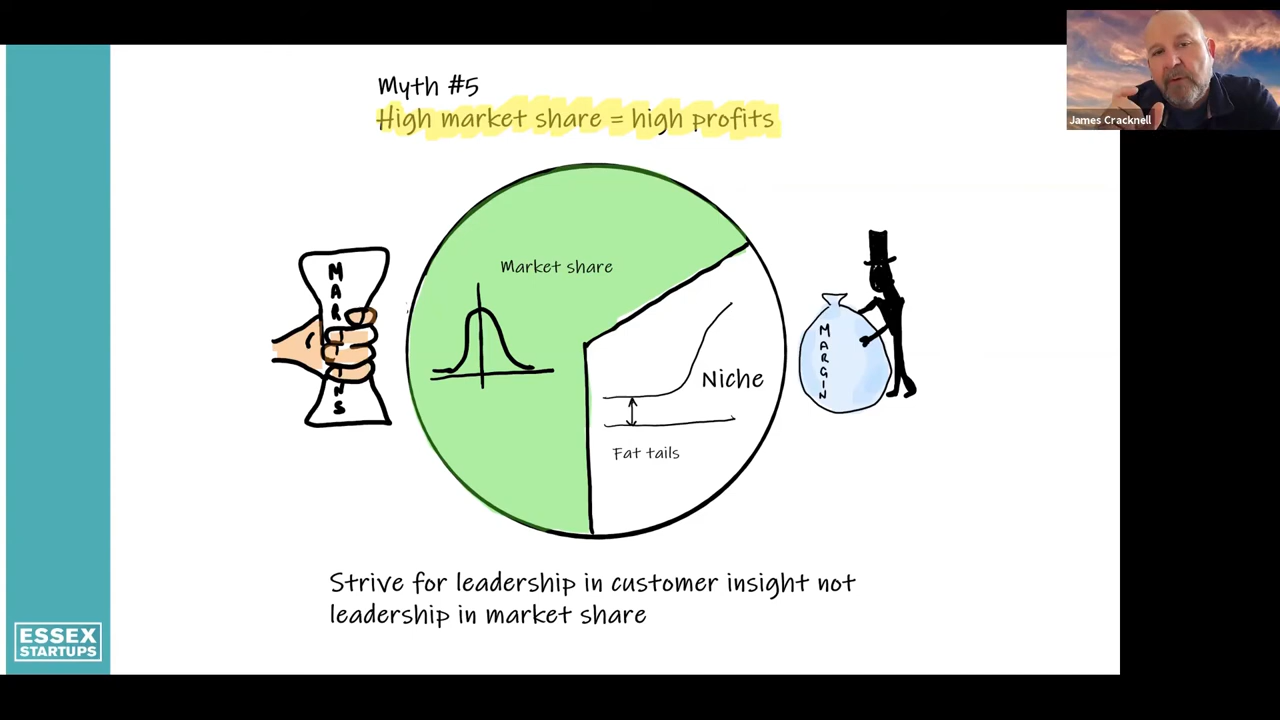 Myth #5
High market share = high profits
James Cracknell
Market share
MARGINS
MARGIN
Niche
Fat tails
Strive for leadership in customer insight not
leadership in market share
ESSEX
STARTUPS